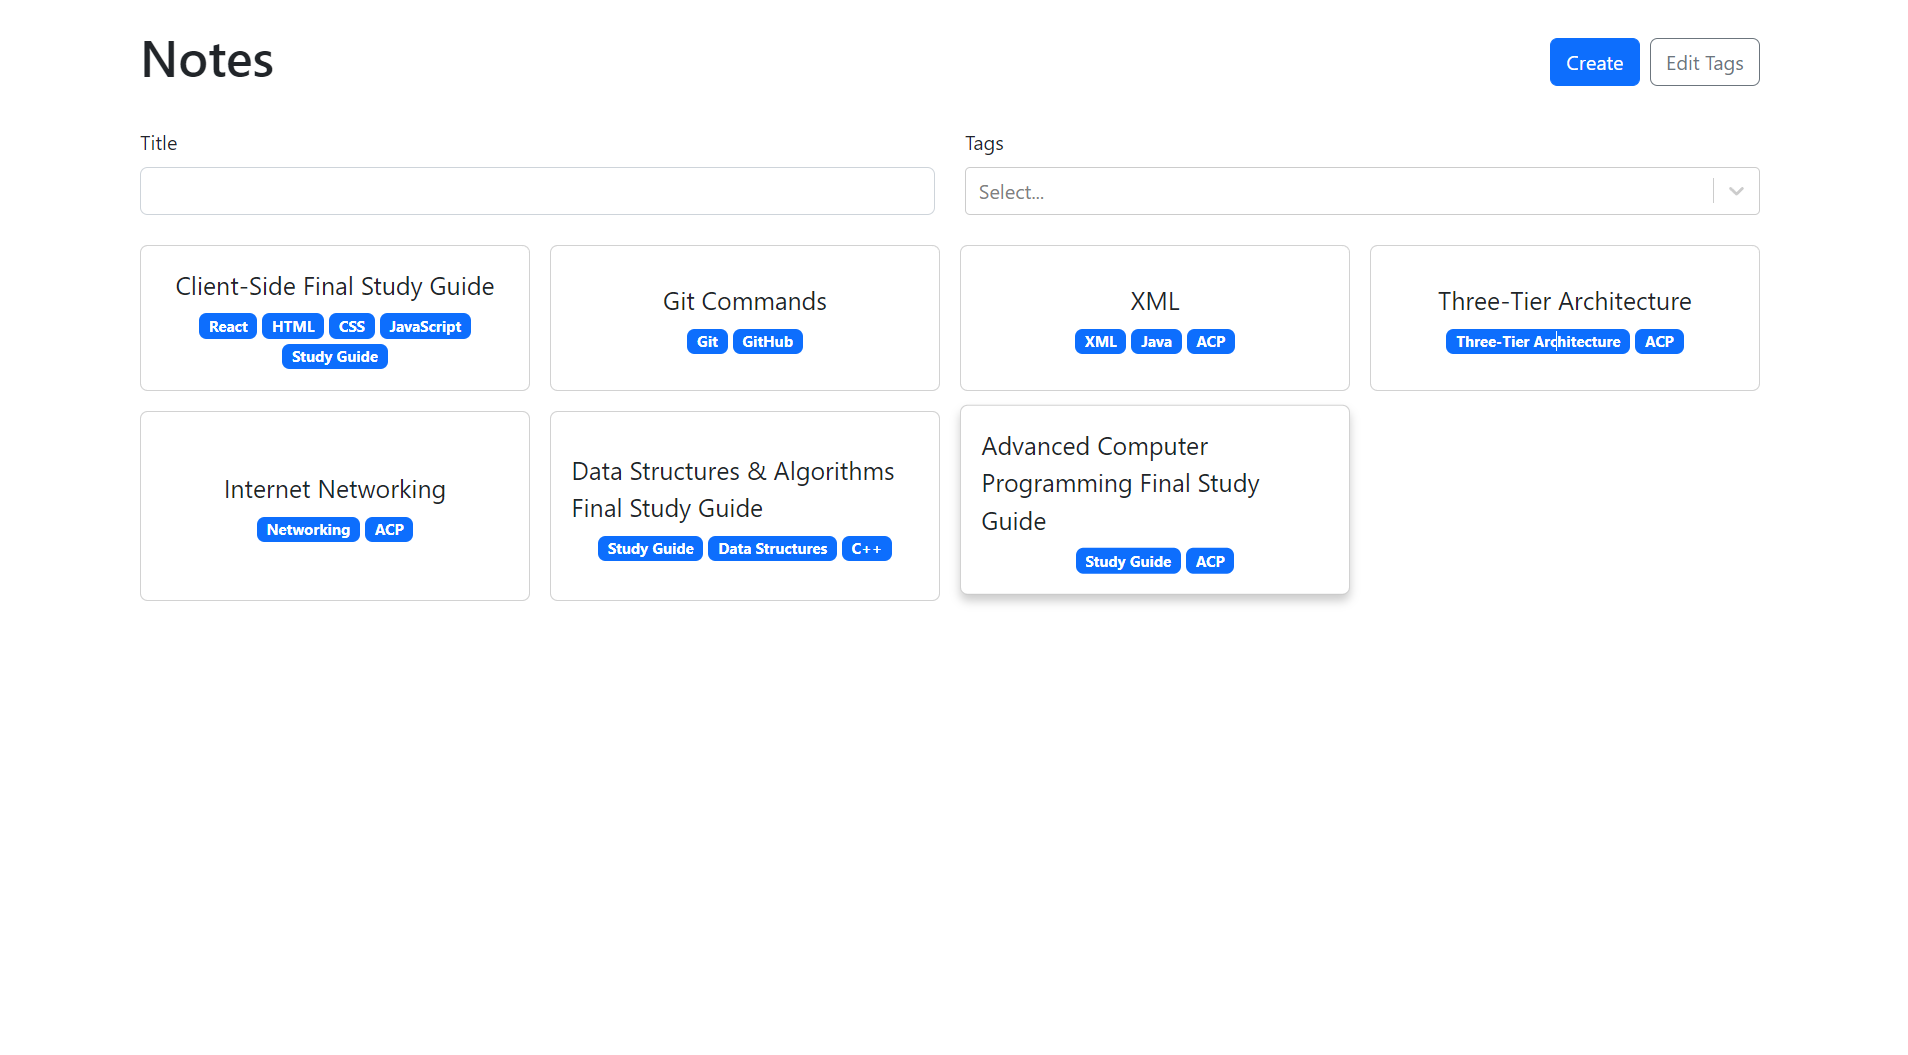 Notes
Create
Edit Tags
Title
Tags
Select...
Client-Side Final Study Guide
React HTML CSS JavaScript
Study Guide
Git Commands
Git GitHub
XML
XML Java ACP
Three-Tier Architecture
Three-Tier Architecture ACP
Internet Networking
Networking ACP
Data Structures & Algorithms
Final Study Guide
Study Guide Data Structures C++
Advanced Computer
Programming Final Study
Guide
Study Guide ACP